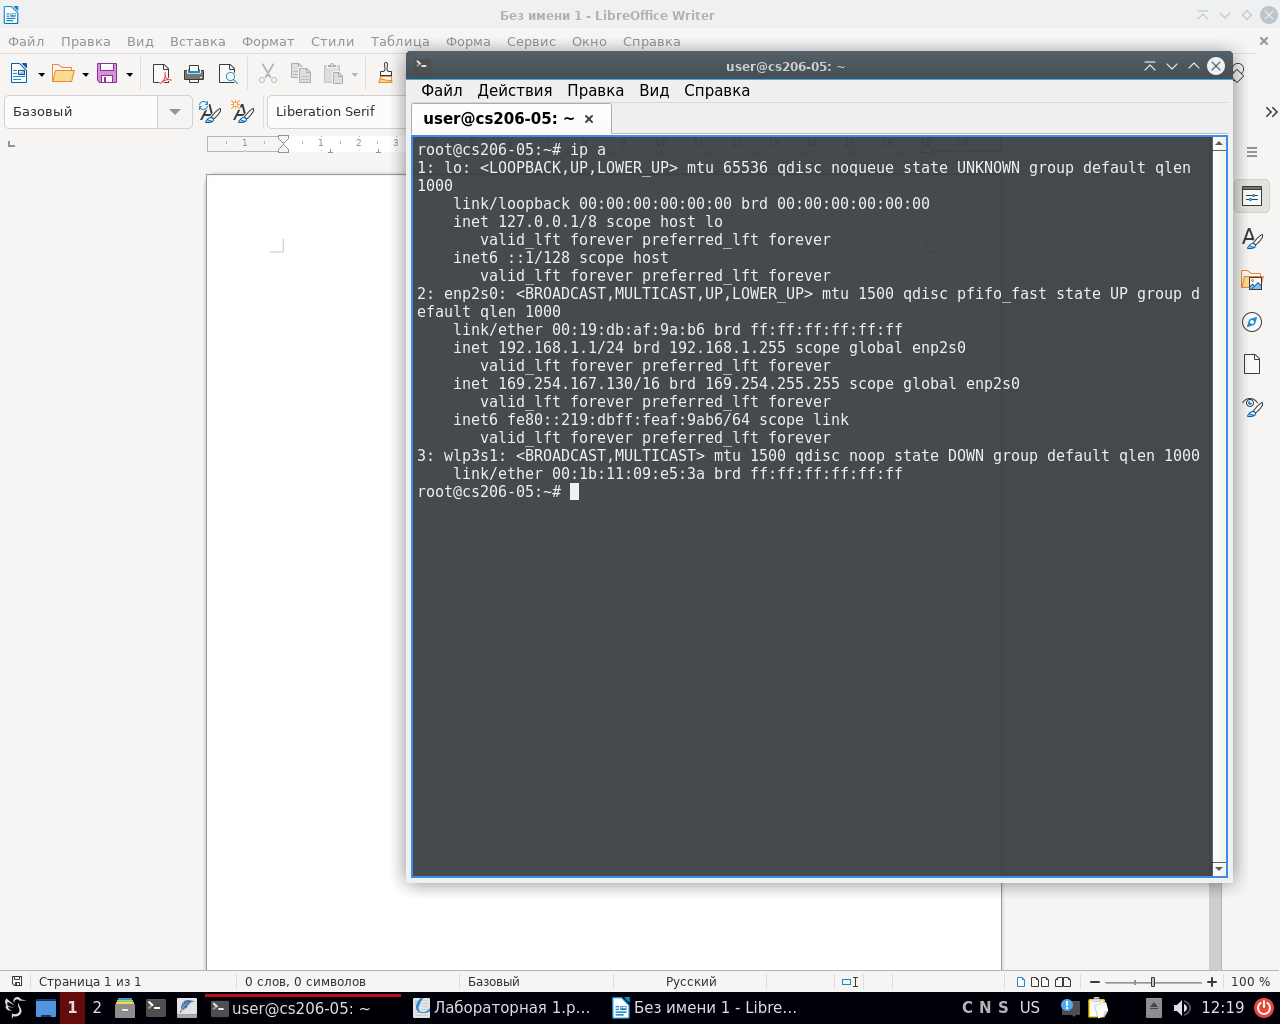 Без имени 1 - LibreOffice Writer
Файл Правка Вид Вставка Формат Стили Таблица Форма Сервис Окно Справка
user@cs206-05: ~
Файл Действия Правка Вид Справка
Базовый
Liberation Serif
user@cs206-05: ~
1 1 2 3
root@cs206-05:~# ip a
1: lo: <LOOPBACK,UP,LOWER_UP> mtu 65536 qdisc noqueue state UNKNOWN group default qlen
1000
link/loopback 00:00:00:00:00:00 brd 00:00:00:00:00:00
inet 127.0.0.1/8 scope host lo
valid_lft forever preferred_lft forever
inet6 ::1/128 scope host
valid_lft forever preferred_lft forever
2: enp2s0: <BROADCAST,MULTICAST,UP,LOWER_UP> mtu 1500 qdisc pfifo_fast state UP group d
efault qlen 1000
link/ether 00:19:db:af:9a:b6 brd ff:ff:ff:ff:ff:ff
inet 192.168.1.1/24 brd 192.168.1.255 scope global enp2s0
valid_lft forever preferred_lft forever
inet 169.254.167.130/16 brd 169.254.255.255 scope global enp2s0
valid_lft forever preferred_lft forever
inet6 fe80::219:dbff:feaf:9ab6/64 scope link
valid_lft forever preferred_lft forever
3: wlp3s1: <BROADCAST,MULTICAST> mtu 1500 qdisc noop state DOWN group default qlen 1000
link/ether 00:1b:11:09:e5:3a brd ff:ff:ff:ff:ff:ff
root@cs206-05:~#
Страница 1 из 1 0 слов, 0 символов Базовый Русский 100 %
1 2 user@cs206-05: ~ Лабораторная 1.p... Без имени 1 - Libre... C N S US 12:19